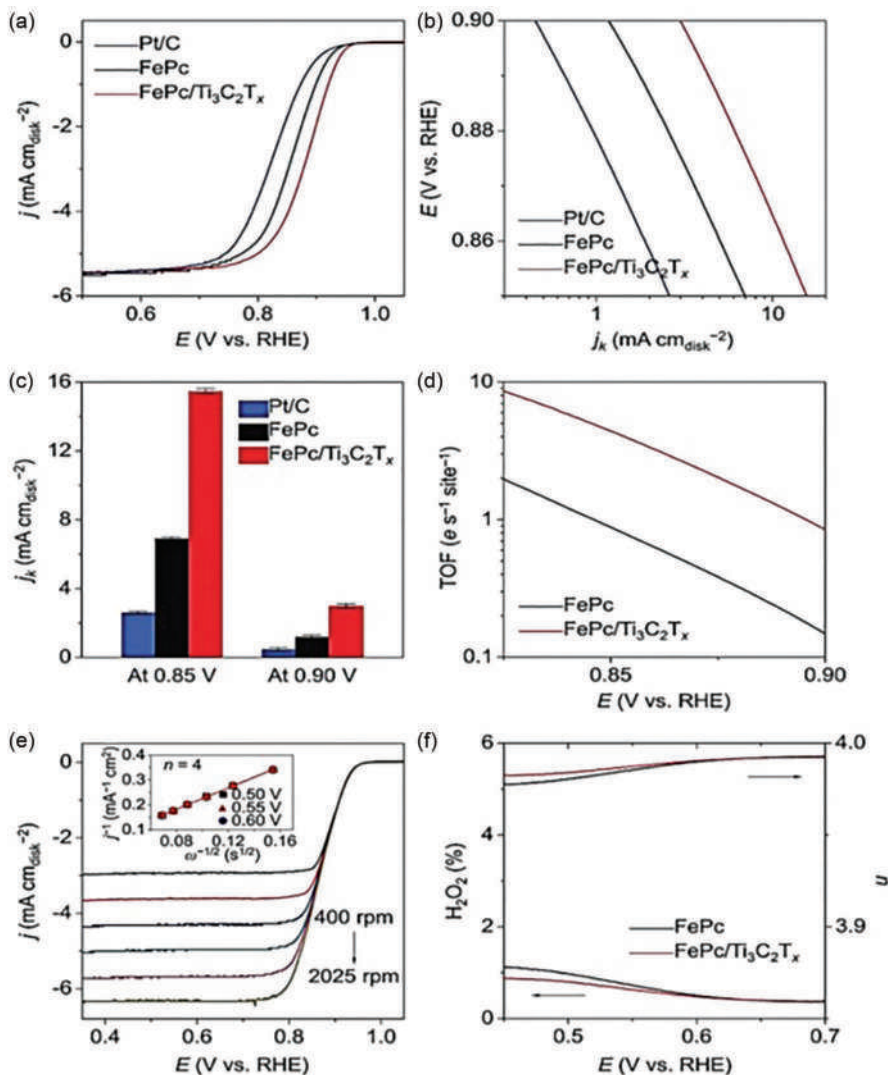 (a)
Pt/C
FePc
FePc/Ti₃C₂Tₓ
j (mA cm_disk⁻²)
0
-2
-4
-6
0.6 0.8 1.0
E (V vs. RHE)
(b)
E (V vs. RHE)
0.90
0.88
0.86
Pt/C
FePc
FePc/Ti₃C₂Tₓ
1 10
j_k (mA cm_disk⁻²)
(c)
j_k (mA cm_disk⁻²)
16
12
8
4
0
Pt/C
FePc
FePc/Ti₃C₂Tₓ
At 0.85 V At 0.90 V
(d)
TOF (e s⁻¹ site⁻¹)
10
1
0.1
FePc
FePc/Ti₃C₂Tₓ
0.85 0.90
E (V vs. RHE)
(e)
j (mA cm_disk⁻²)
0
-2
-4
-6
j⁻¹ (mA⁻¹ cm²)
0.4
0.3
0.2
0.1
n = 4
0.50 V
0.55 V
0.60 V
0.08 0.12 0.16
ω⁻¹/² (s¹/²)
400 rpm
2025 rpm
0.4 0.6 0.8 1.0
E (V vs. RHE)
(f)
H₂O₂ (%)
6
4
2
0
4.0
3.9
n
FePc
FePc/Ti₃C₂Tₓ
0.5 0.6 0.7
E (V vs. RHE)